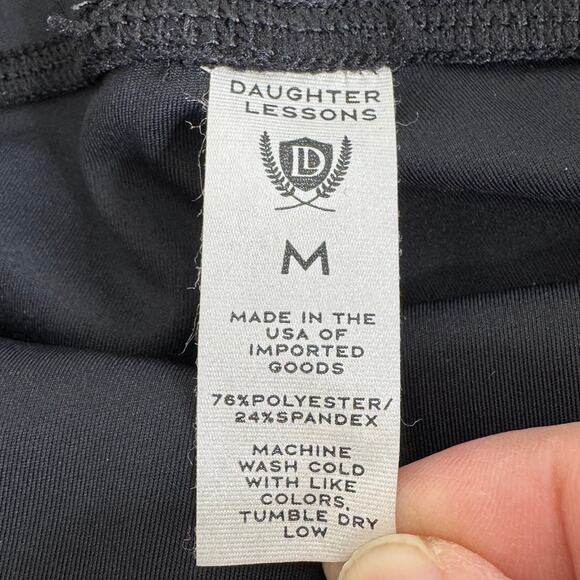 DAUGHTER
LESSONS
M
MADE IN THE
USA OF
IMPORTED
GOODS
76%POLYESTER/
24%SPANDEX
MACHINE
WASH COLD
WITH LIKE
COLORS,
TUMBLE DRY
LOW